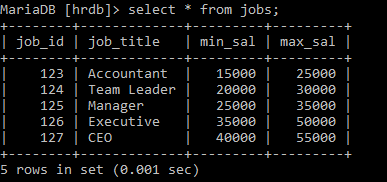 MariaDB [hrdb]> select * from jobs;
+--------+-------------+---------+---------+
| job_id | job_title   | min_sal | max_sal |
+--------+-------------+---------+---------+
|    123 | Accountant  |   15000 |   25000 |
|    124 | Team Leader |   20000 |   30000 |
|    125 | Manager     |   25000 |   35000 |
|    126 | Executive   |   35000 |   50000 |
|    127 | CEO         |   40000 |   55000 |
+--------+-------------+---------+---------+
5 rows in set (0.001 sec)